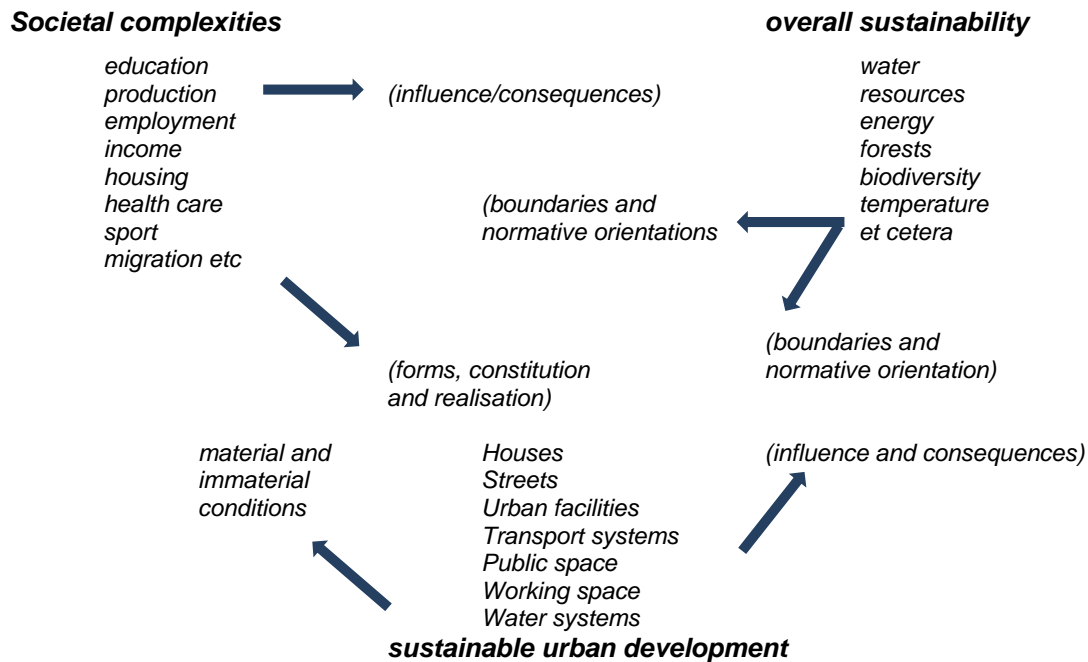 Societal complexities
overall sustainability
education
production
employment
income
housing
health care
sport
migration etc
(influence/consequences)
water
resources
energy
forests
biodiversity
temperature
et cetera
(boundaries and
normative orientations
(forms, constitution
and realisation)
(boundaries and
normative orientation)
material and
immaterial
conditions
Houses
Streets
Urban facilities
Transport systems
Public space
Working space
Water systems
(influence and consequences)
sustainable urban development